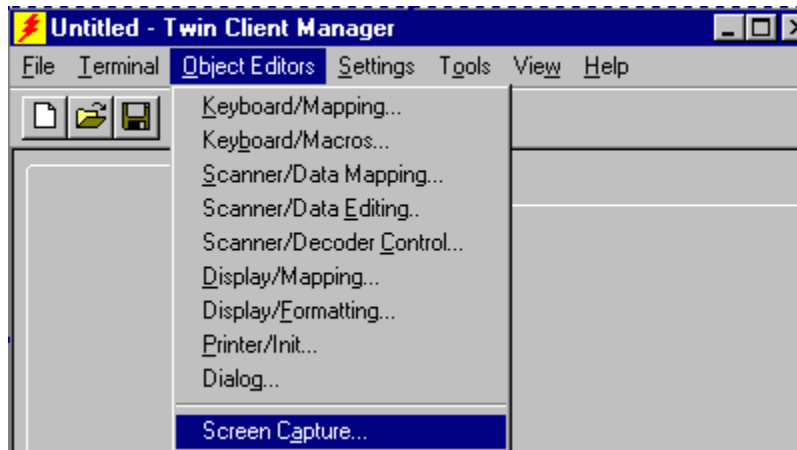 Untitled - Twin Client Manager
File Terminal Object Editors Settings Tools View Help
Keyboard/Mapping...
Keyboard/Macros...
Scanner/Data Mapping...
Scanner/Data Editing..
Scanner/Decoder Control...
Display/Mapping...
Display/Formatting...
Printer/Init...
Dialog...
Screen Capture...